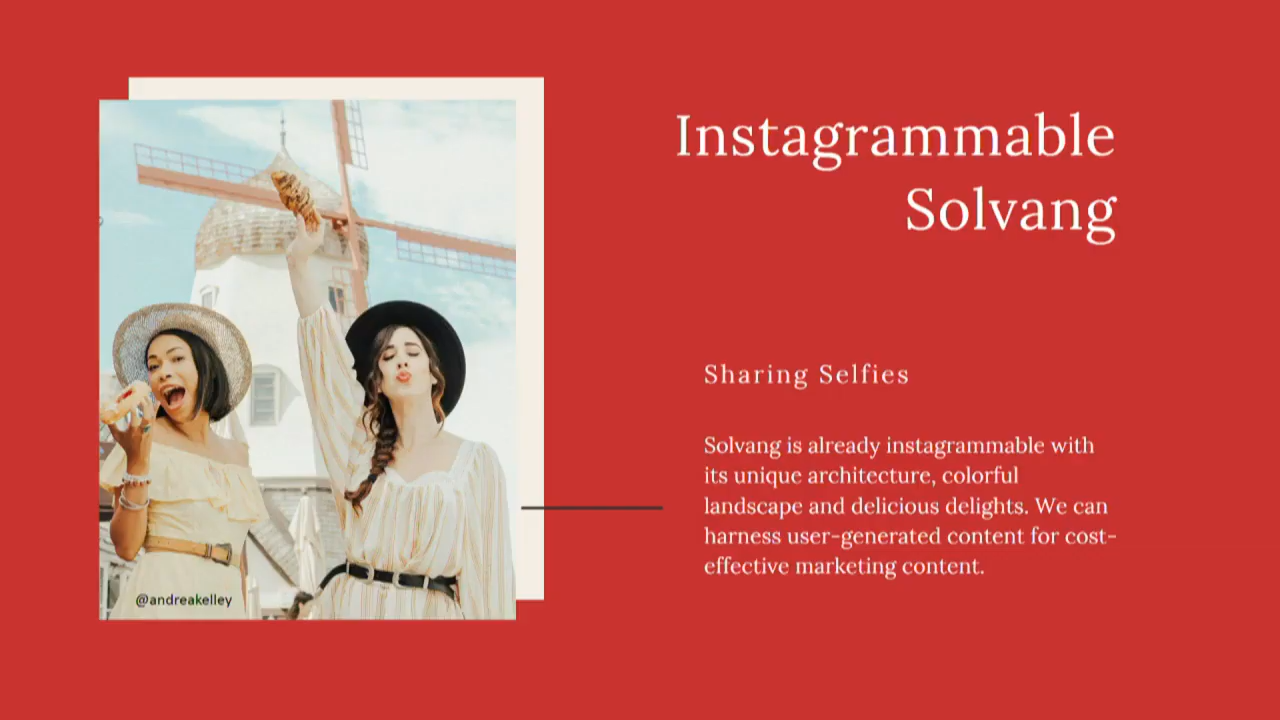 Instagrammable
Solvang
Sharing Selfies
Solvang is already instagrammable with
its unique architecture, colorful
landscape and delicious delights. We can
harness user-generated content for cost-
effective marketing content.
@andreakelley